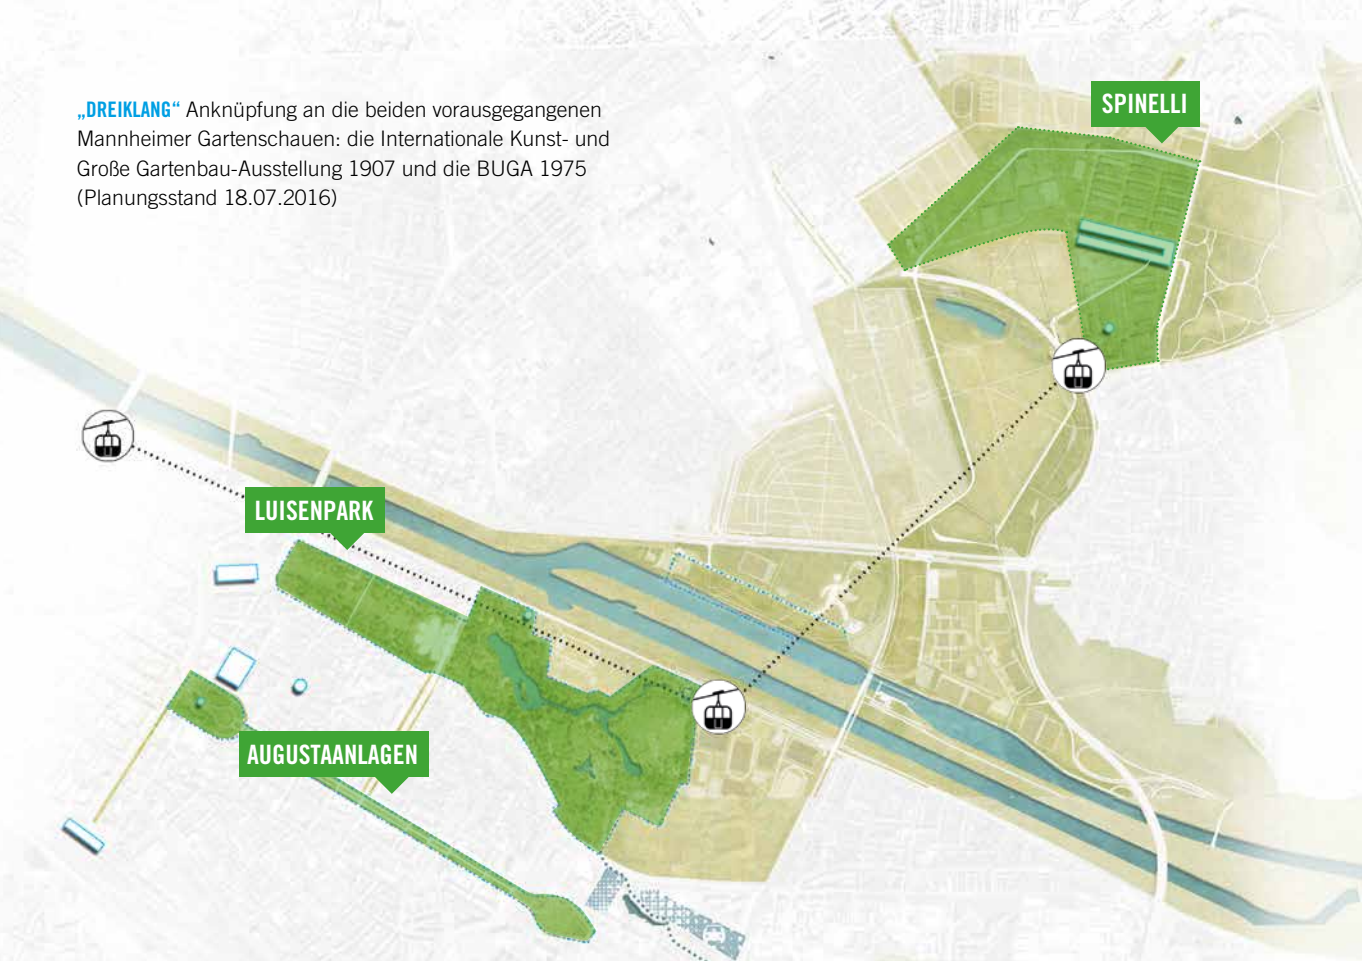 „DREIKLANG“ Anknüpfung an die beiden vorausgegangenen
Mannheimer Gartenschauen: die Internationale Kunst- und
Große Gartenbau-Ausstellung 1907 und die BUGA 1975
(Planungsstand 18.07.2016)
SPINELLI
LUISENPARK
AUGUSTAANLAGEN